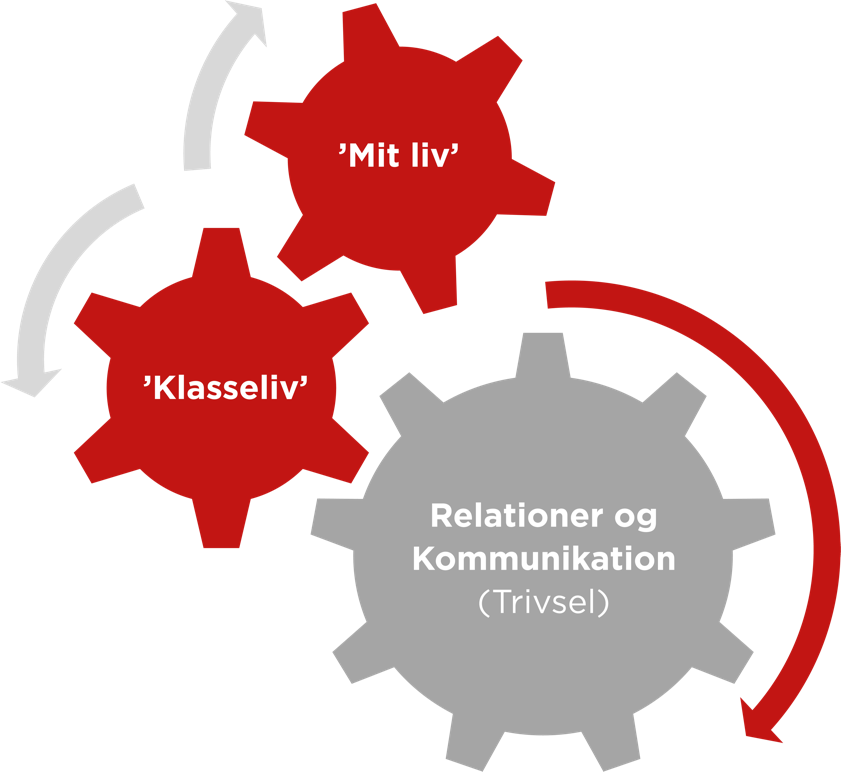 ’Mit liv’
’Klasseliv’
Relationer og
Kommunikation
(Trivsel)